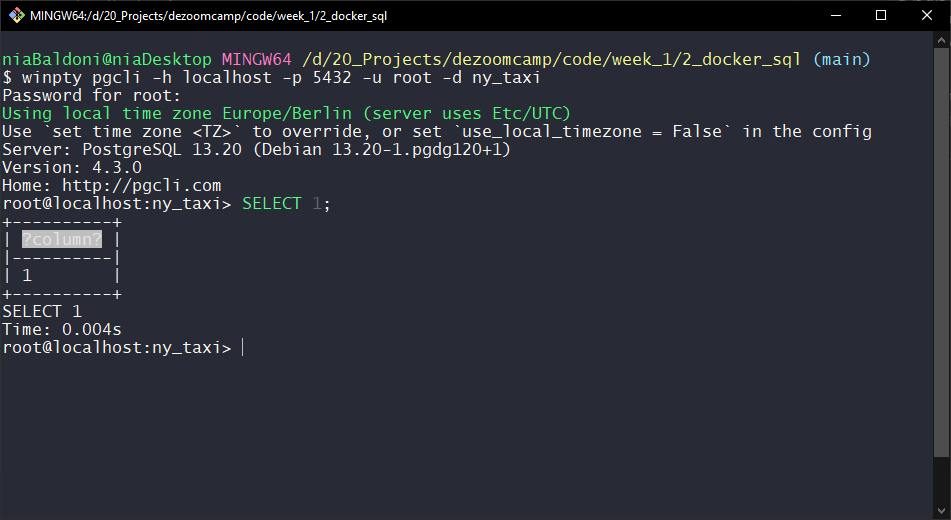 MINGW64:/d/20_Projects/dezoomcamp/code/week_1/2_docker_sql
niaBaldoni@niaDesktop MINGW64 /d/20_Projects/dezoomcamp/code/week_1/2_docker_sql (main)
$ winpty pgcli -h localhost -p 5432 -u root -d ny_taxi
Password for root:
Using local time zone Europe/Berlin (server uses Etc/UTC)
Use `set time zone <TZ>` to override, or set `use_local_timezone = False` in the config
Server: PostgreSQL 13.20 (Debian 13.20-1.pgdg120+1)
Version: 4.3.0
Home: http://pgcli.com
root@localhost:ny_taxi> SELECT 1;
+----------+
| ?column? |
|----------|
| 1        |
+----------+
SELECT 1
Time: 0.004s
root@localhost:ny_taxi>